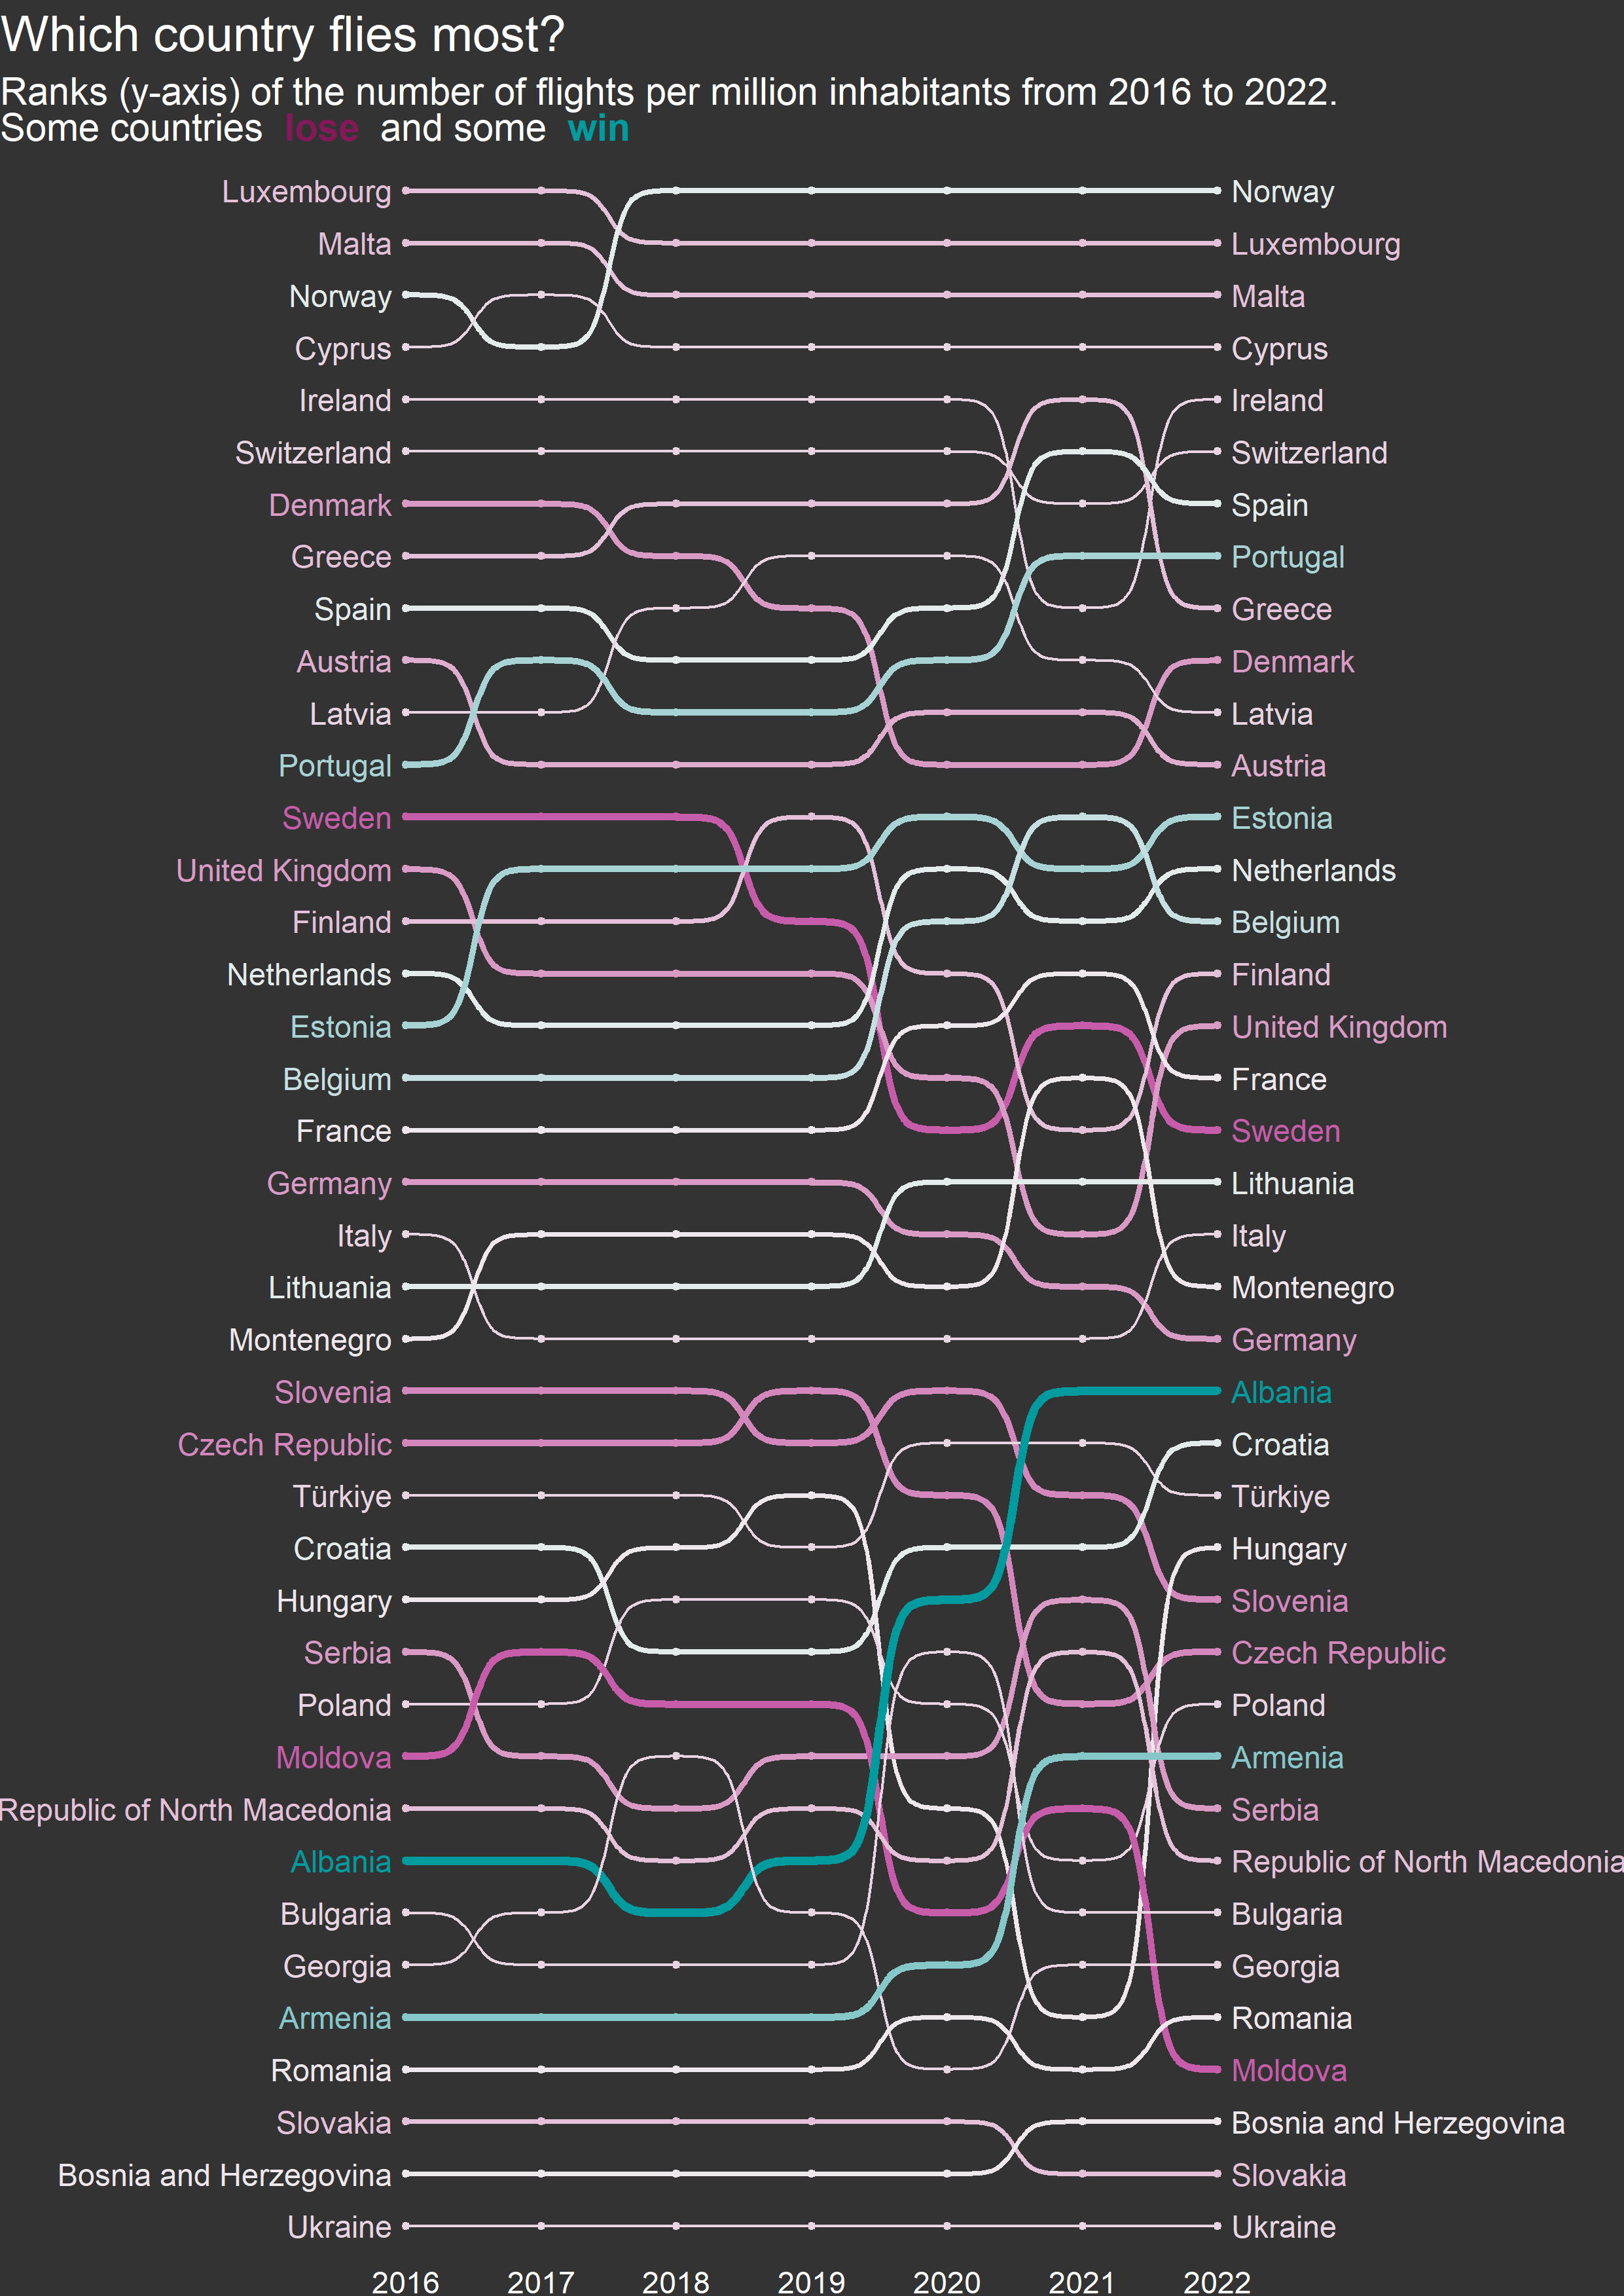 Which country flies most?
Ranks (y-axis) of the number of flights per million inhabitants from 2016 to 2022.
Some countries lose and some win
Luxembourg Norway
Malta Luxembourg
Norway Malta
Cyprus Cyprus
Ireland Ireland
Switzerland Switzerland
Denmark Spain
Greece Portugal
Spain Greece
Austria Denmark
Latvia Latvia
Portugal Austria
Sweden Estonia
United Kingdom Netherlands
Finland Belgium
Netherlands Finland
Estonia United Kingdom
Belgium France
France Sweden
Germany Lithuania
Italy Italy
Lithuania Montenegro
Montenegro Germany
Slovenia Albania
Czech Republic Croatia
Türkiye Türkiye
Croatia Hungary
Hungary Slovenia
Serbia Czech Republic
Poland Poland
Moldova Armenia
Republic of North Macedonia Serbia
Albania Republic of North Macedonia
Bulgaria Bulgaria
Georgia Georgia
Armenia Romania
Romania Moldova
Slovakia Bosnia and Herzegovina
Bosnia and Herzegovina Slovakia
Ukraine Ukraine
2016 2017 2018 2019 2020 2021 2022